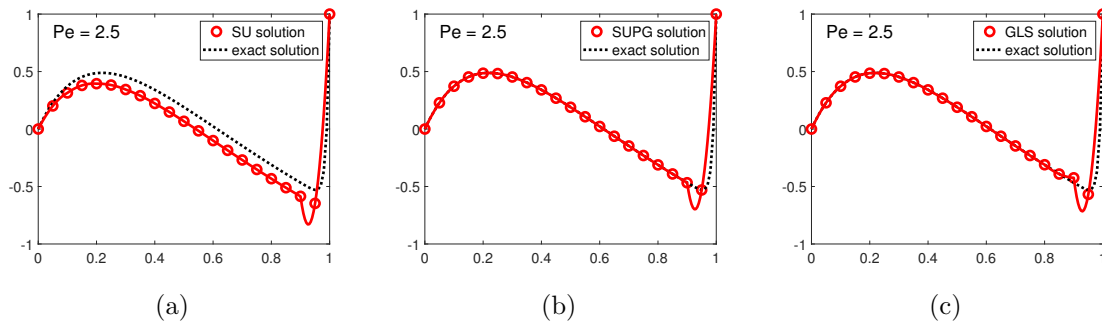 Pe = 2.5
SU solution
exact solution
1
0.5
0
-0.5
-1
0 0.2 0.4 0.6 0.8 1
(a)
Pe = 2.5
SUPG solution
exact solution
1
0.5
0
-0.5
-1
0 0.2 0.4 0.6 0.8 1
(b)
Pe = 2.5
GLS solution
exact solution
1
0.5
0
-0.5
-1
0 0.2 0.4 0.6 0.8 1
(c)